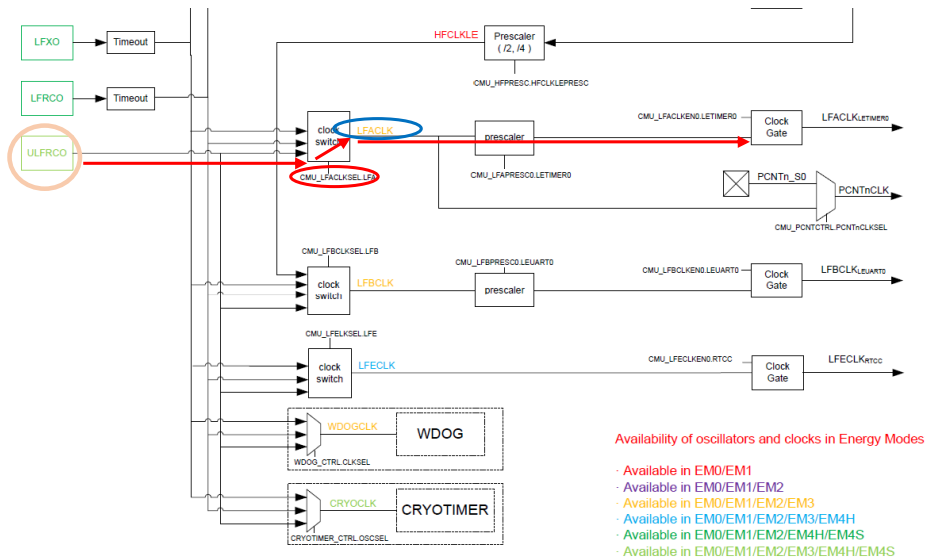 LFXO
Timeout
HFCLKLE
Prescaler
( /2, /4 )
CMU_HFPRESC.HFCLKLEPRESC
LFRCO
Timeout
ULFRCO
clock
switch
LFACLK
CMU_LFACLKSEL.LFA
prescaler
CMU_LFAPRESC0.LETIMER0
CMU_LFACLKEN0.LETIMER0
Clock
Gate
LFACLKLETIMER0
PCNTn_S0
PCNTnCLK
CMU_PCNTCTRL.PCNTnCLKSEL
CMU_LFBCLKSEL.LFB
clock
switch
LFBCLK
CMU_LFBPRESC0.LEUART0
prescaler
CMU_LFBCLKEN0.LEUART0
Clock
Gate
LFBCLKLEUART0
CMU_LFELKSEL.LFE
clock
switch
LFECLK
CMU_LFECLKEN0.RTCC
Clock
Gate
LFECLKRTCC
WDOGCLK
WDOG
WDOG_CTRL.CLKSEL
CRYOCLK
CRYOTIMER
CRYOTIMER_CTRL.OSCSEL
Availability of oscillators and clocks in Energy Modes
- Available in EM0/EM1
- Available in EM0/EM1/EM2
- Available in EM0/EM1/EM2/EM3
- Available in EM0/EM1/EM2/EM3/EM4H
- Available in EM0/EM1/EM2/EM4H/EM4S
- Available in EM0/EM1/EM2/EM3/EM4H/EM4S